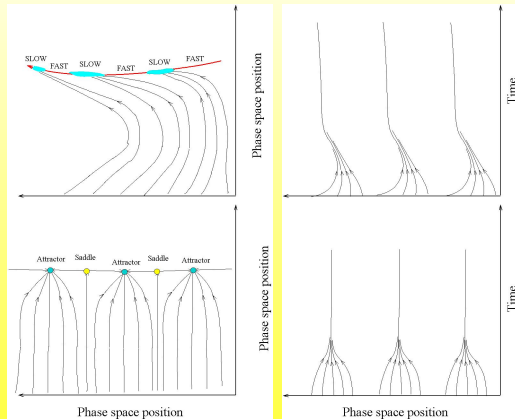 SLOW
FAST
SLOW
FAST
SLOW
FAST
Phase space position
Time
Attractor
Saddle
Attractor
Saddle
Attractor
Phase space position
Time
Phase space position
Phase space position